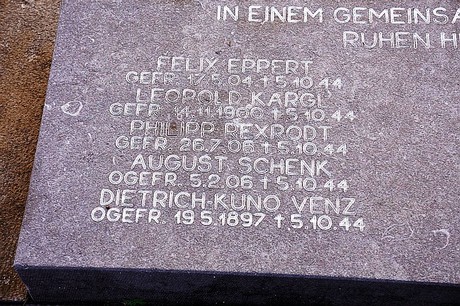 IN EINEM GEMEINSA
RUHEN H
FELIX EPPERT
GEFR. 17.5.04 † 5.10.44
LEOPOLD KARGL
GEFR. 14.11.1900 † 5.10.44
PHILIPP REXRODT
GEFR. 26.7.06 † 5.10.44
AUGUST SCHENK
OGEFR. 5.2.06 † 5.10.44
DIETRICH-KUNO VENZ
OGEFR. 19.5.1897 † 5.10.44